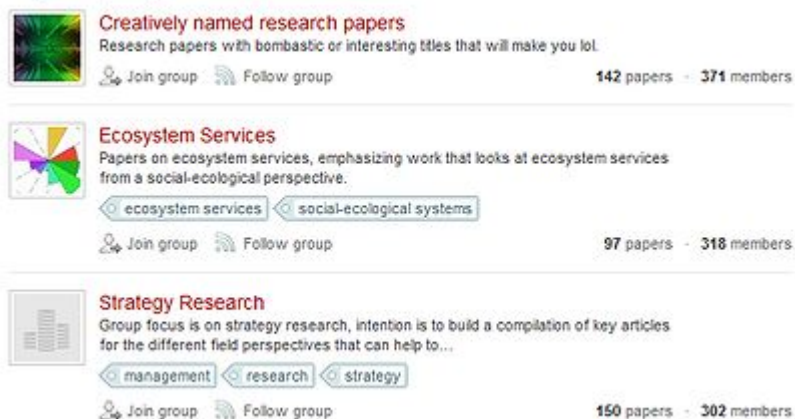 Creatively named research papers
Research papers with bombastic or interesting titles that will make you lol.
Join group Follow group 142 papers · 371 members
Ecosystem Services
Papers on ecosystem services, emphasizing work that looks at ecosystem services
from a social-ecological perspective.
ecosystem services social-ecological systems
Join group Follow group 97 papers · 318 members
Strategy Research
Group focus is on strategy research, intention is to build a compilation of key articles
for the different field perspectives that can help to...
management research strategy
Join group Follow group 150 papers · 302 members